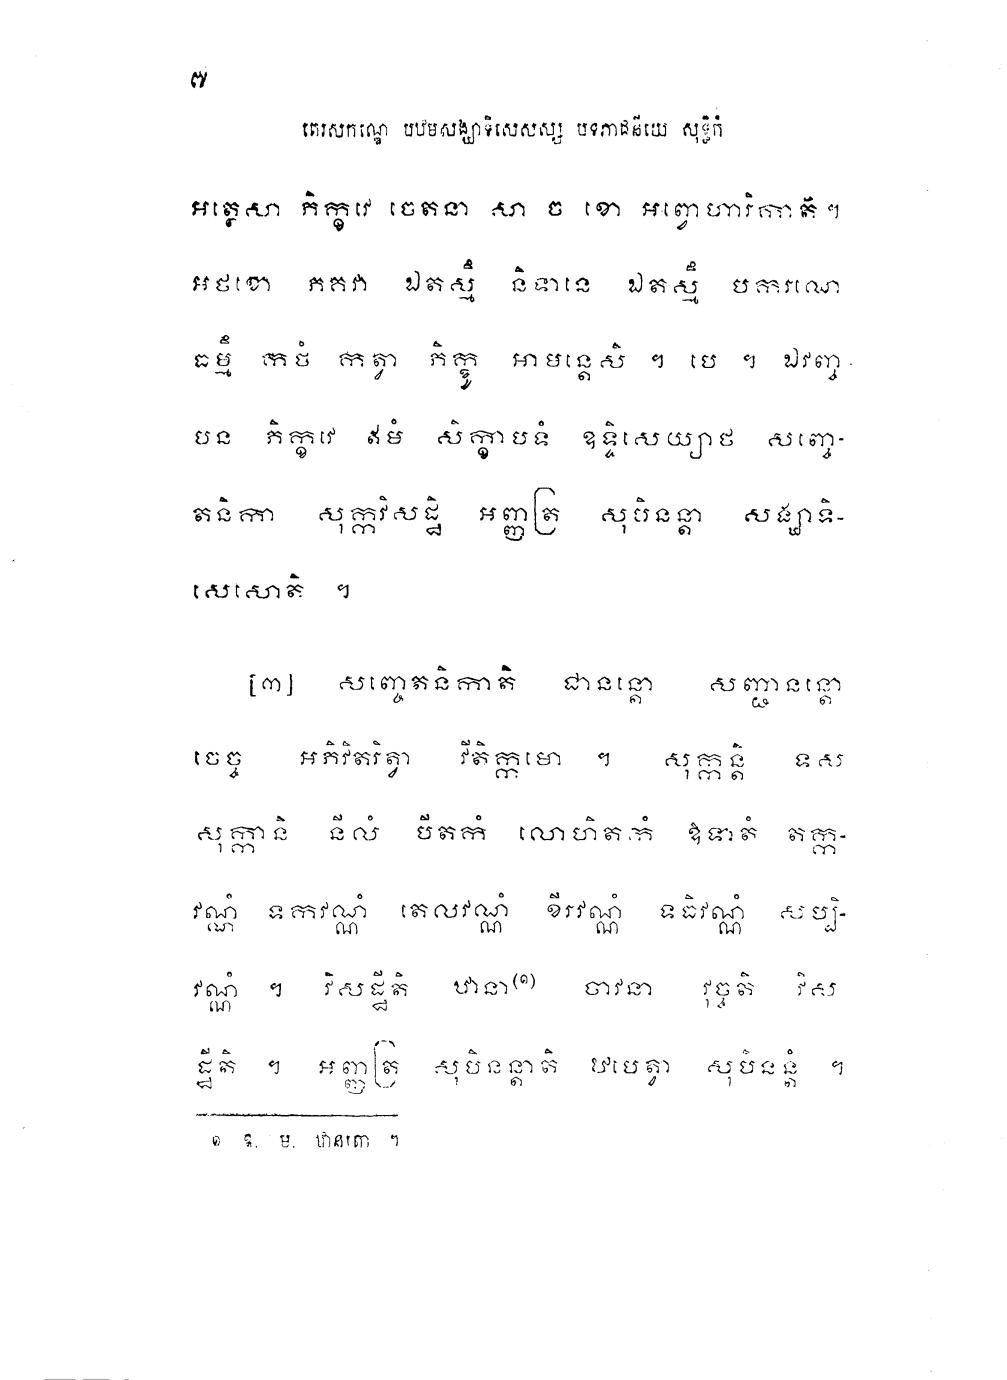 ៧
តេរសកណ្ឌេ បឋមសង្ឃាទិសេសស្ស បទភាជនីយេ សុទ្ធិកំ
អត្ថេសា ភិក្ខវេ ចេតនា សា ច ខោ អព្វោហារិកាតិ ។
អថខោ ភគវា ឯតស្មឹ និទានេ ឯតស្មឹ បករណេ
ធម្មឹ កថំ កត្វា ភិក្ខូ អាមន្តេសិ ។ បេ ។ ឯវញ្ច
បន ភិក្ខវេ ឥមំ សិក្ខាបទំ ឧទ្ទិសេយ្យាថ សញ្ចេ-
តនិកា សុក្កវិសដ្ឋិ អញ្ញត្រ សុបិនន្តា សង្ឃាទិ-
សេសោតិ ។
[៣] សញ្ចេតនិកាតិ ជានន្តោ សញ្ជានន្តោ
ចេច្ច អភិវិតរិត្វា វីតិក្កមោ ។ សុក្កន្តិ ទស
សុក្កានិ នីលំ បីតកំ លោហិតកំ ឱទាតំ តក្ក-
វណ្ណំ ទកវណ្ណំ តេលវណ្ណំ ខីរវណ្ណំ ទធិវណ្ណំ សប្បិ-
វណ្ណំ ។ វិសដ្ឋីតិ ឋានា(១) ចាវនា វុច្ចតិ វិស
ដ្ឋីតិ ។ អញ្ញត្រ សុបិនន្តាតិ ឋបេត្វា សុបិនន្តំ ។
១ ឱ. ម. ឋានតោ ។